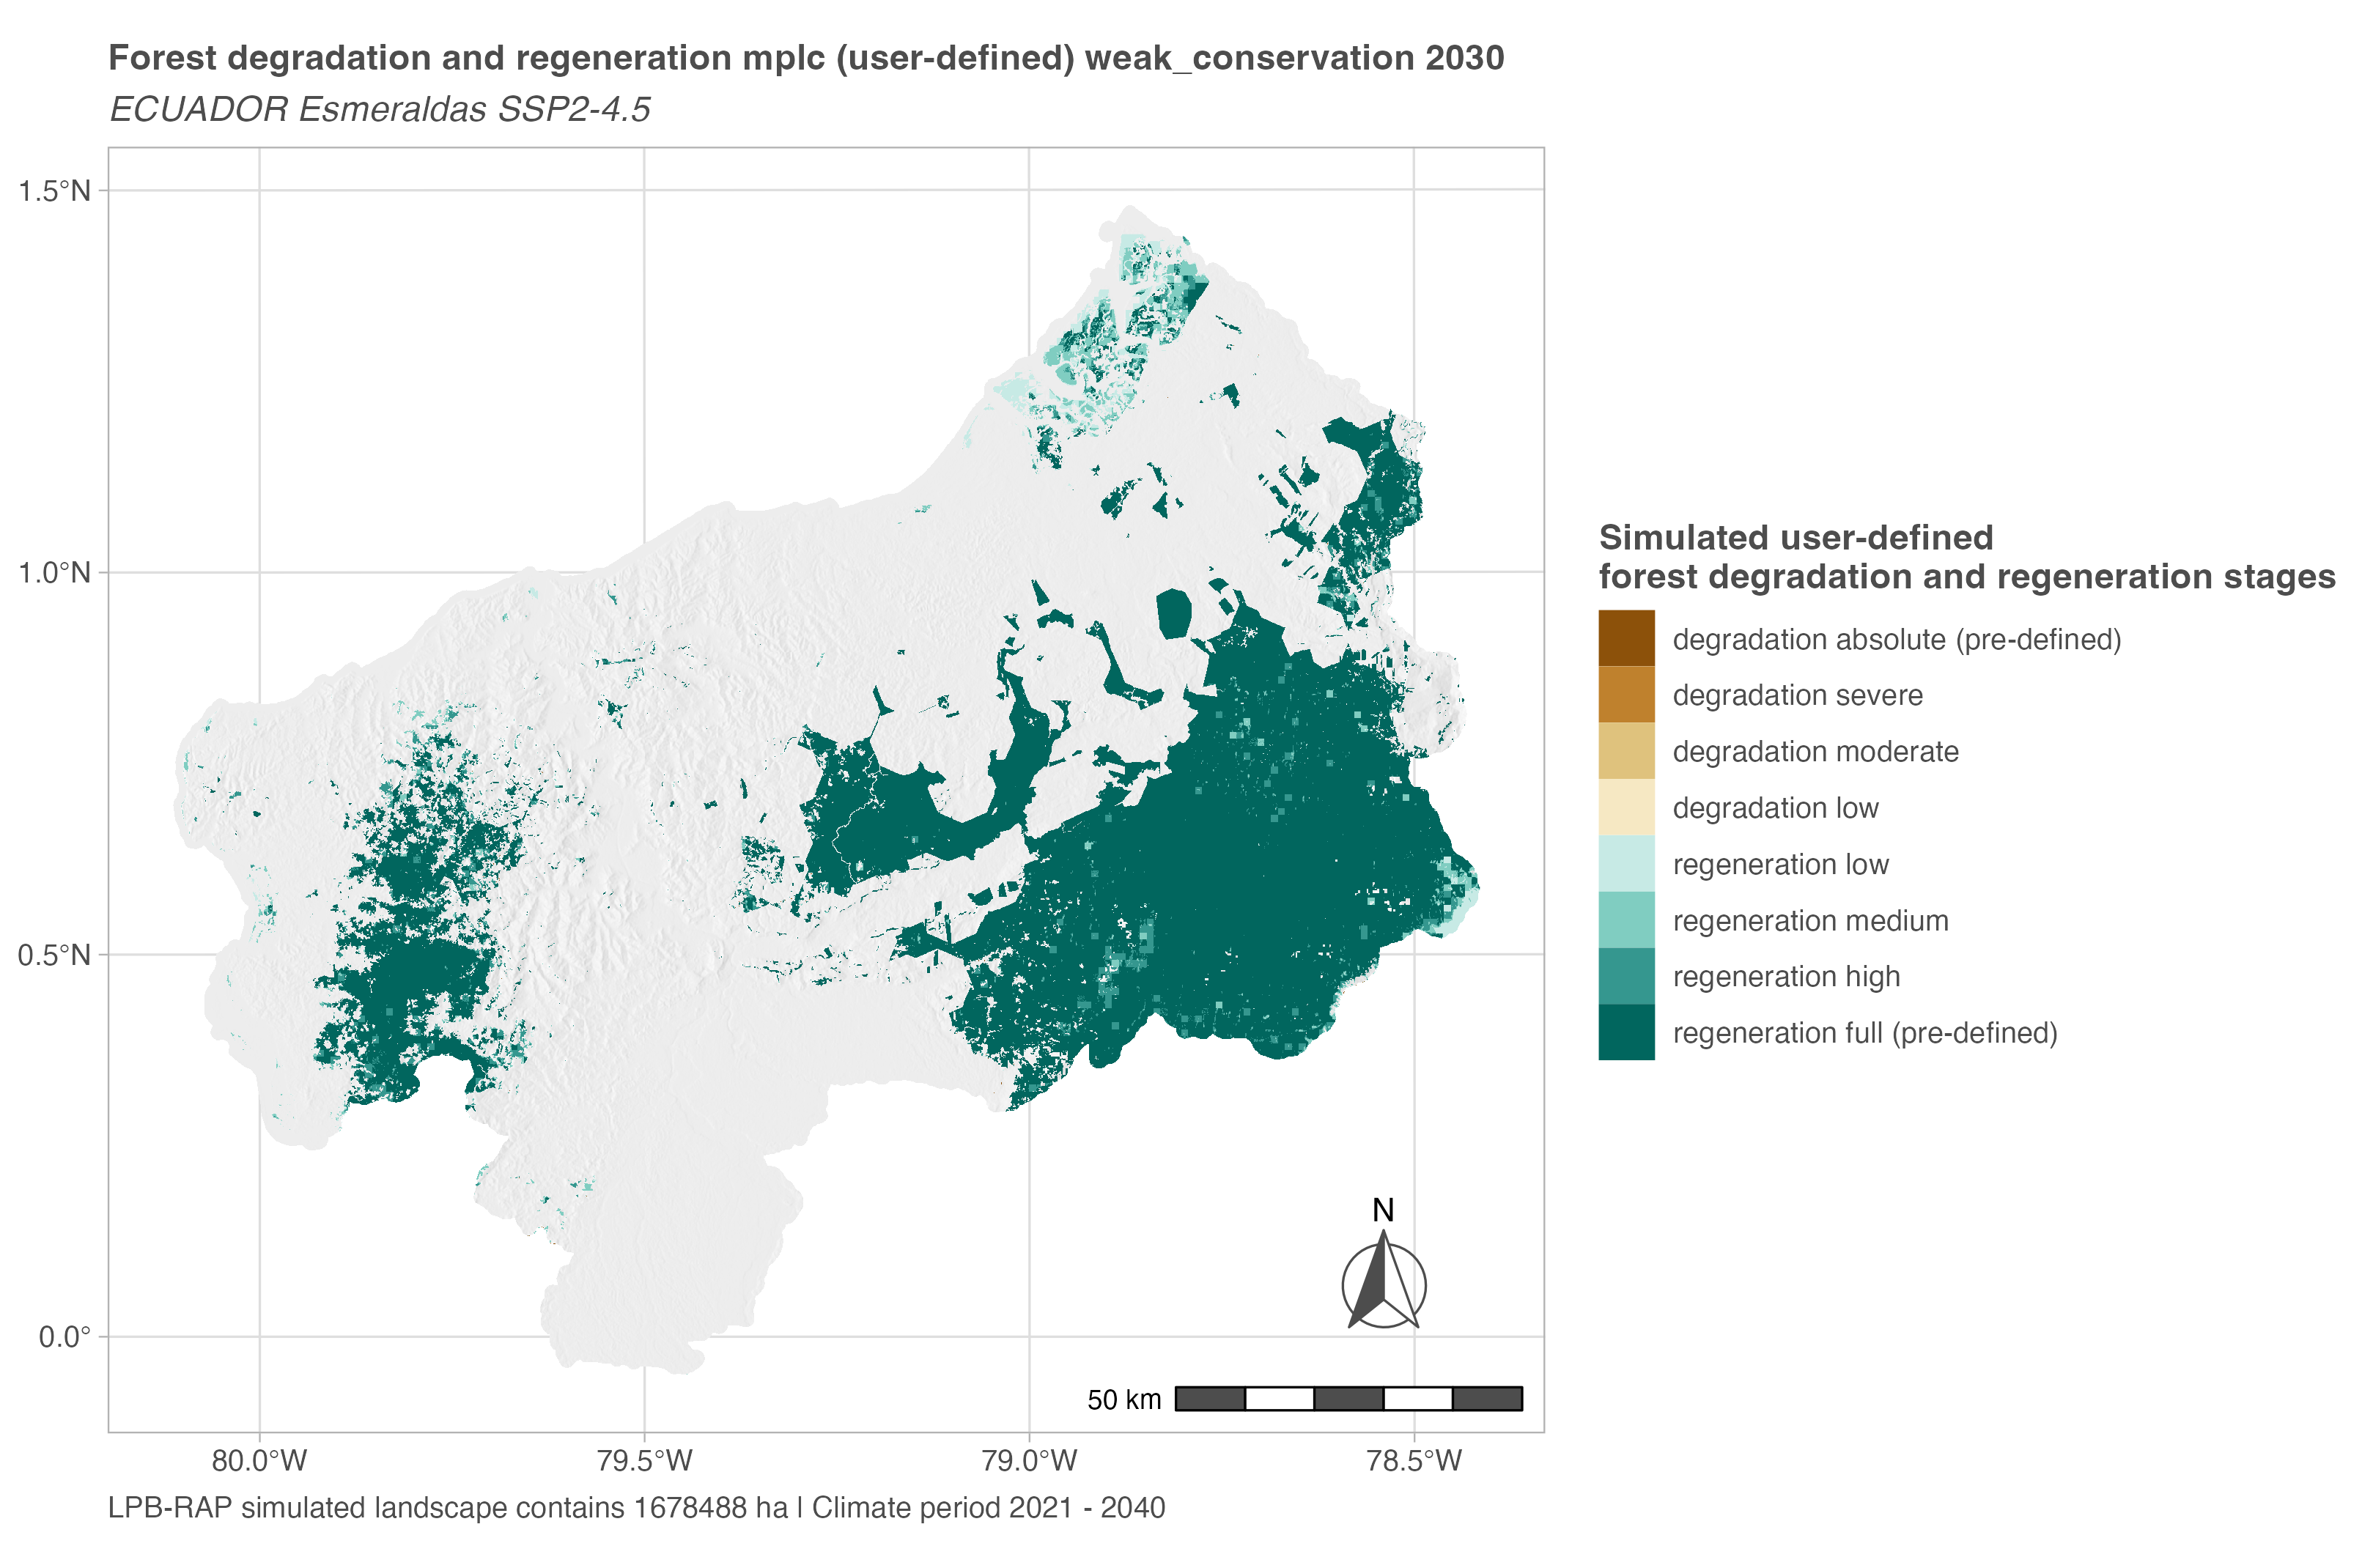 Forest degradation and regeneration mplc (user-defined) weak_conservation 2030
ECUADOR Esmeraldas SSP2-4.5
1.5°N
1.0°N
0.5°N
0.0°
80.0°W
79.5°W
79.0°W
78.5°W
N
50 km
Simulated user-defined
forest degradation and regeneration stages
degradation absolute (pre-defined)
degradation severe
degradation moderate
degradation low
regeneration low
regeneration medium
regeneration high
regeneration full (pre-defined)
LPB-RAP simulated landscape contains 1678488 ha | Climate period 2021 - 2040